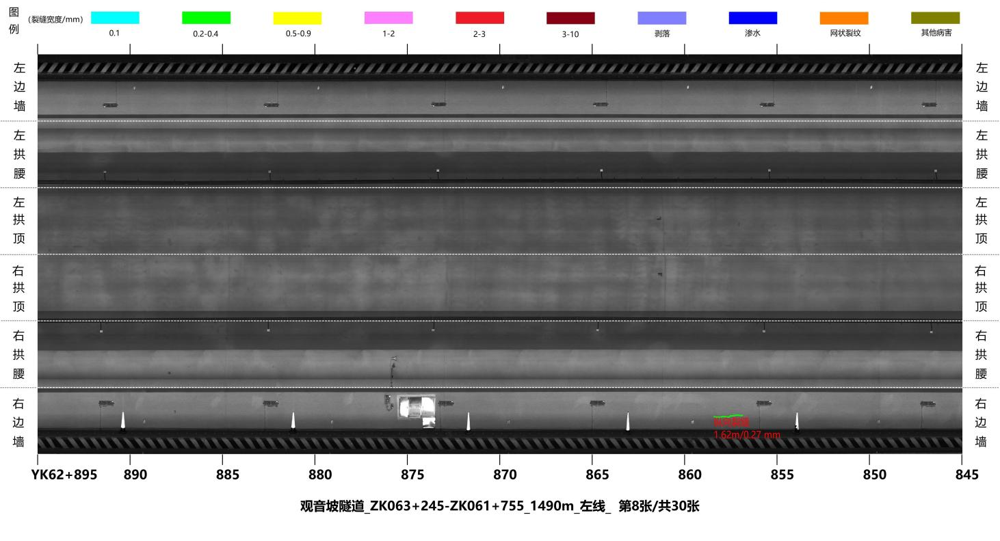 图例
(裂缝宽度/mm)
0.1
0.2-0.4
0.5-0.9
1-2
2-3
3-10
剥落
渗水
网状裂纹
其他病害
左边墙
左边墙
左拱腰
左拱腰
左拱顶
左拱顶
右拱顶
右拱顶
右拱腰
右拱腰
右边墙
右边墙
纵向裂缝
1.62m/0.27 mm
YK62+895 890 885 880 875 870 865 860 855 850 845
观音坡隧道_ZK063+245-ZK061+755_1490m_左线_ 第8张/共30张